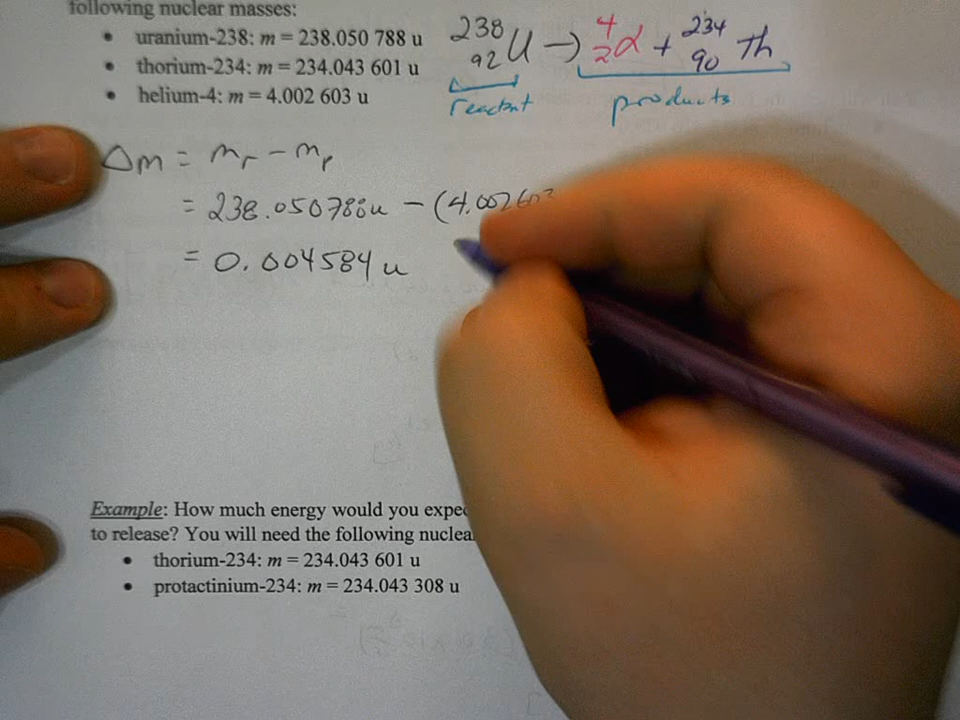 following nuclear masses:
• uranium-238: m = 238.050 788 u
• thorium-234: m = 234.043 601 u
• helium-4: m = 4.002 603 u
238 92 U → 4 2 α + 234 90 Th
reactant products
Δm = mr - mp
= 238.050788u - (4.002603
= 0.004584 u
Example: How much energy would you
to release? You will need the following
• thorium-234: m = 234.043 601 u
• protactinium-234: m = 234.043 308 u